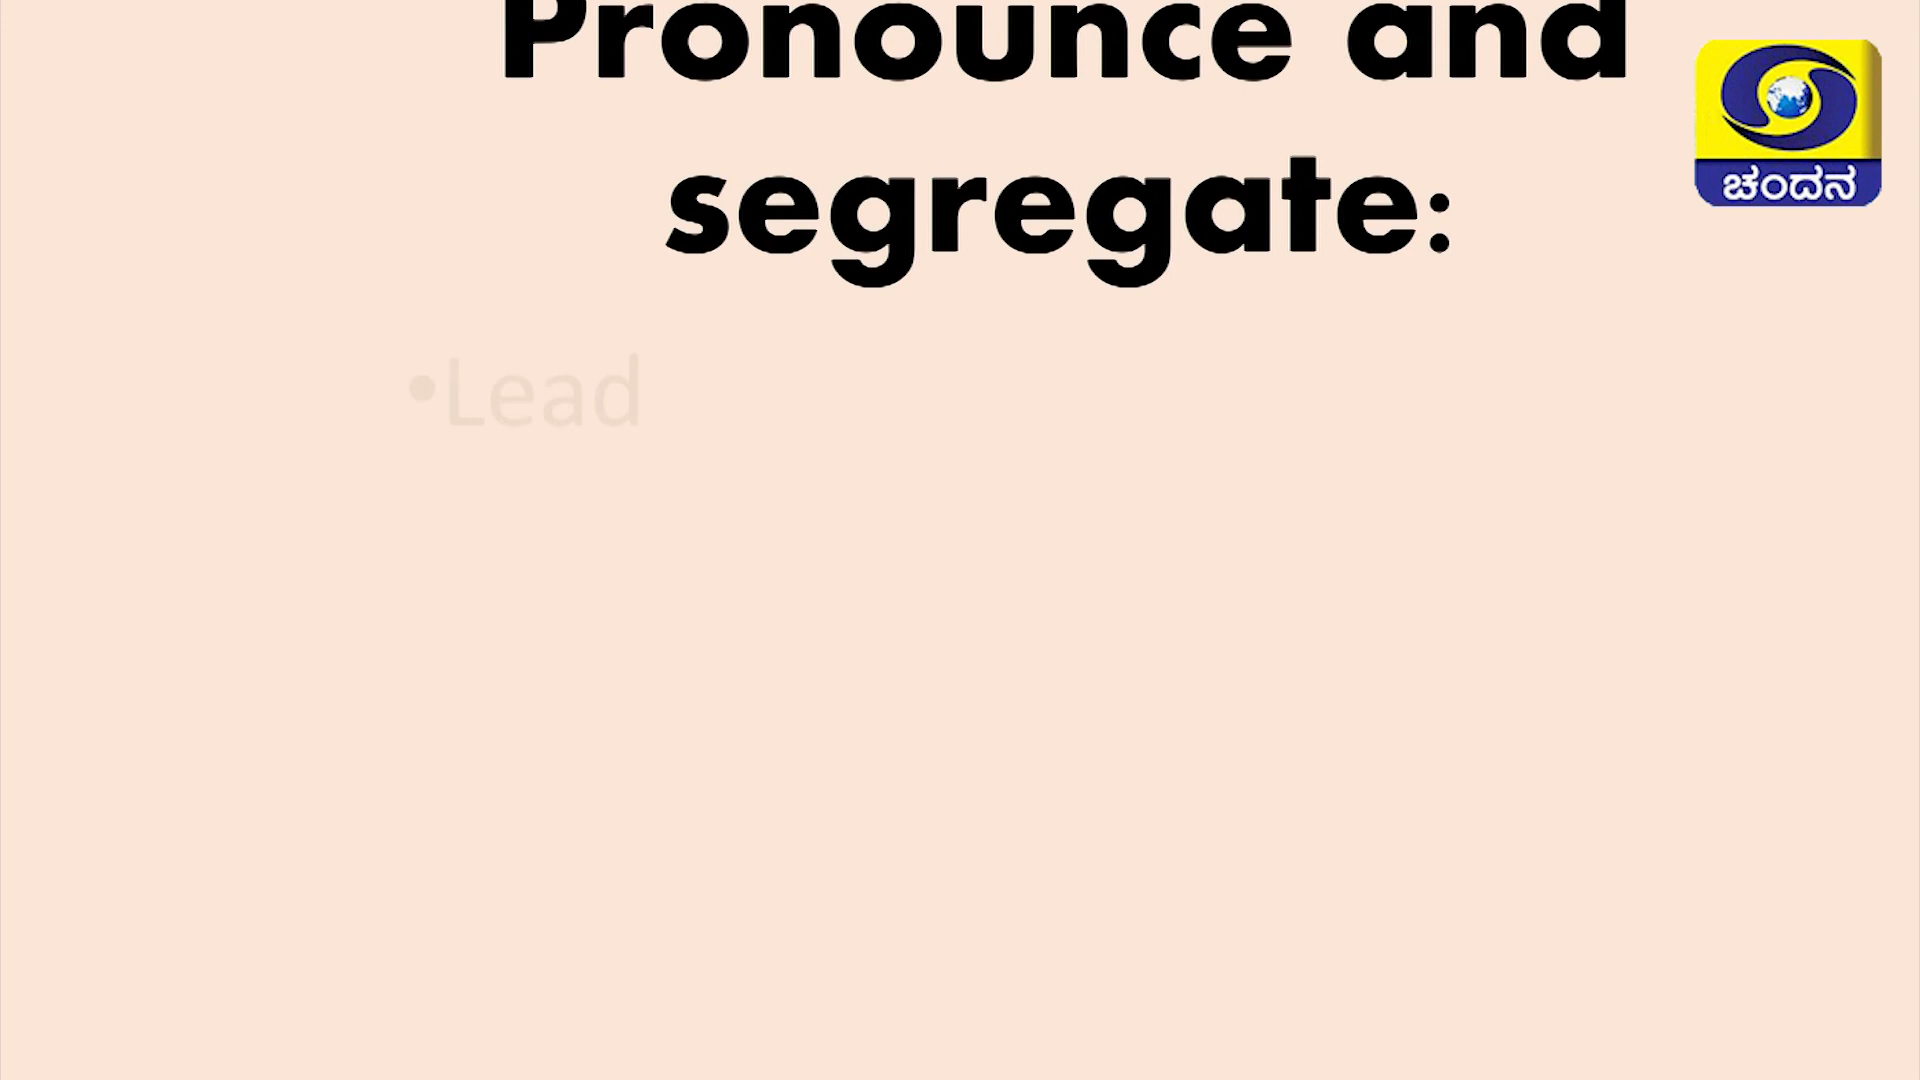 Pronounce and
segregate:
ಚಂದನ
•Lead